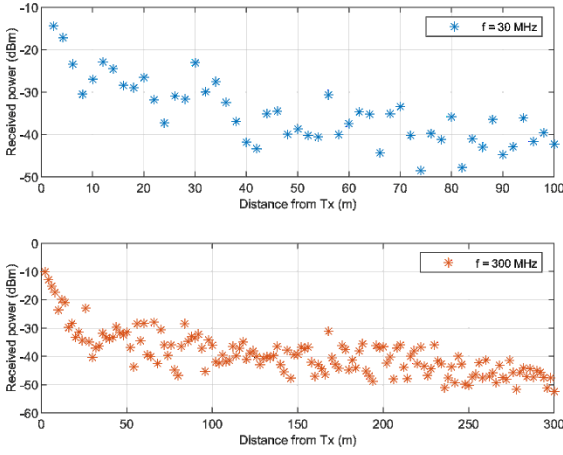 -10
-20
-30
-40
-50
Received power (dBm)
f = 30 MHz
0 10 20 30 40 50 60 70 80 90 100
Distance from Tx (m)
0
-10
-20
-30
-40
-50
-60
Received power (dBm)
f = 300 MHz
0 50 100 150 200 250 300
Distance from Tx (m)